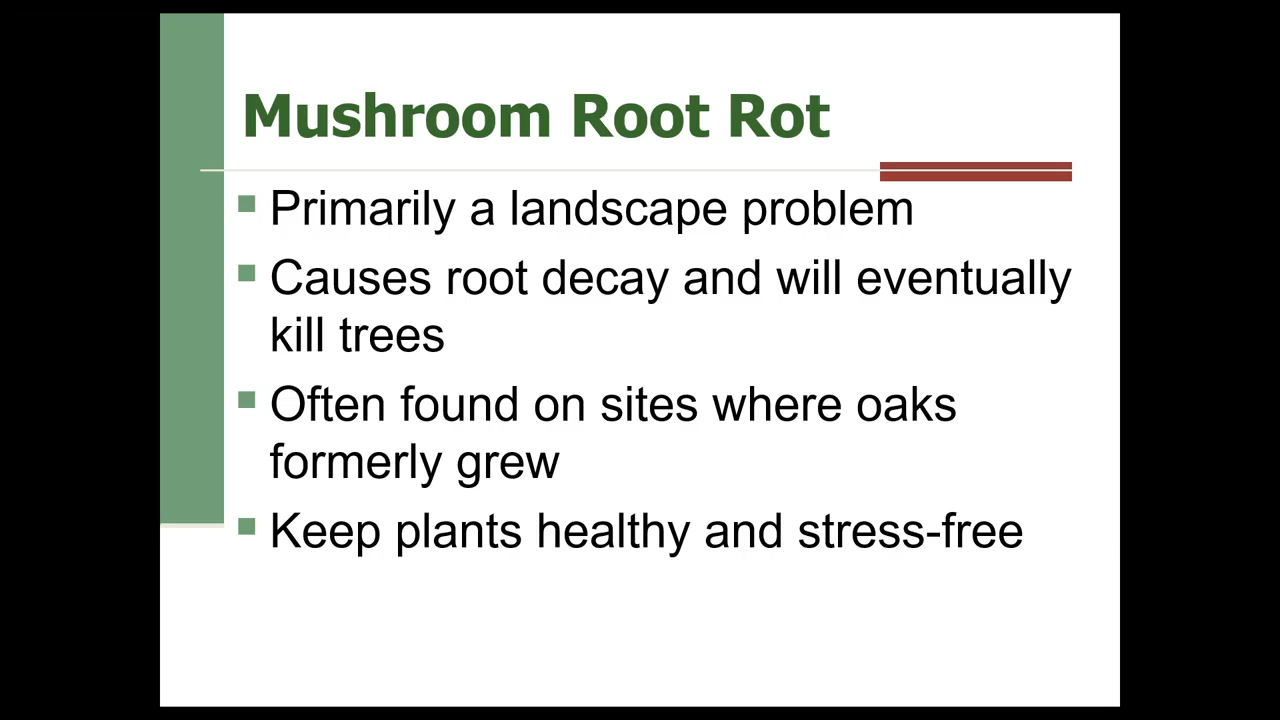 Mushroom Root Rot
Primarily a landscape problem
Causes root decay and will eventually
kill trees
Often found on sites where oaks
formerly grew
Keep plants healthy and stress-free